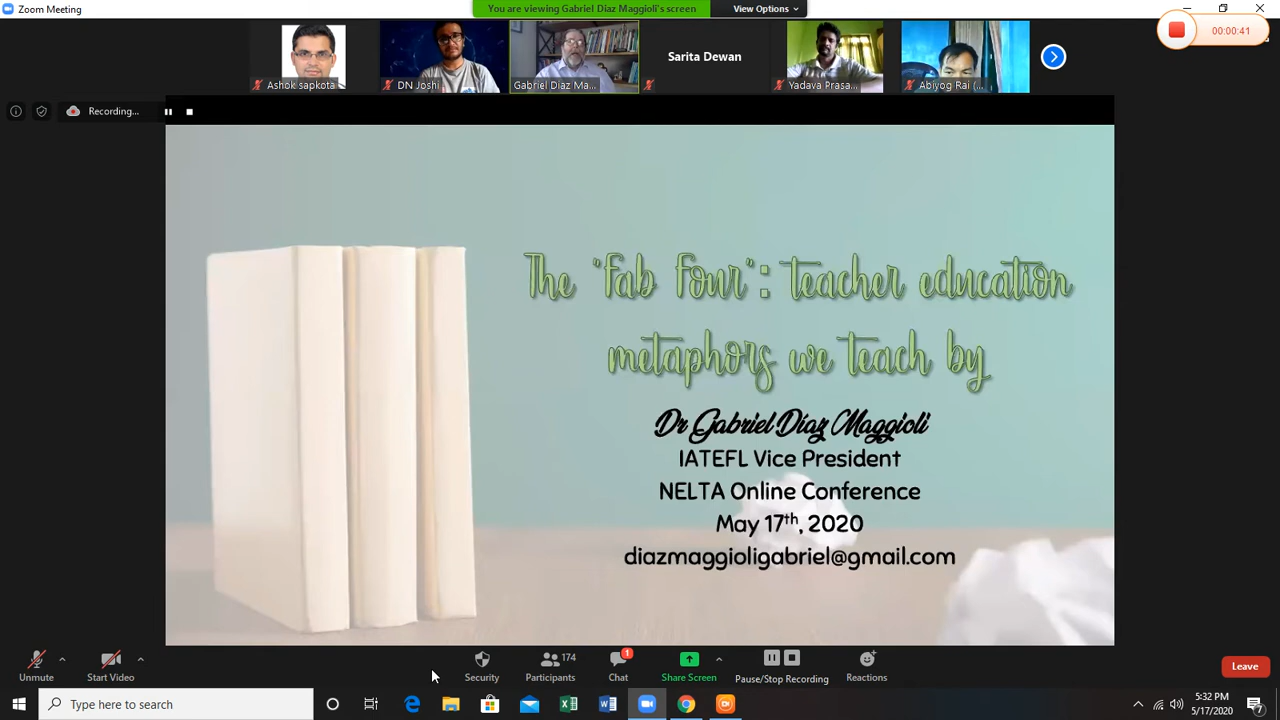 Zoom Meeting
You are viewing Gabriel Diaz Maggioli's screen
View Options
00:00:41
Ashok sapkota
DN Joshi
Gabriel Diaz Ma...
Sarita Dewan
Yadava Prasa...
Abiyog Rai (...
Recording...
The "Fab Four": teacher education
metaphors we teach by
Dr Gabriel Díaz Maggioli
IATEFL Vice President
NELTA Online Conference
May 17th, 2020
diazmaggioligabriel@gmail.com
174
1
Unmute
Start Video
Security
Participants
Chat
Share Screen
Pause/Stop Recording
Reactions
Leave
Type here to search
5:32 PM
5/17/2020
7